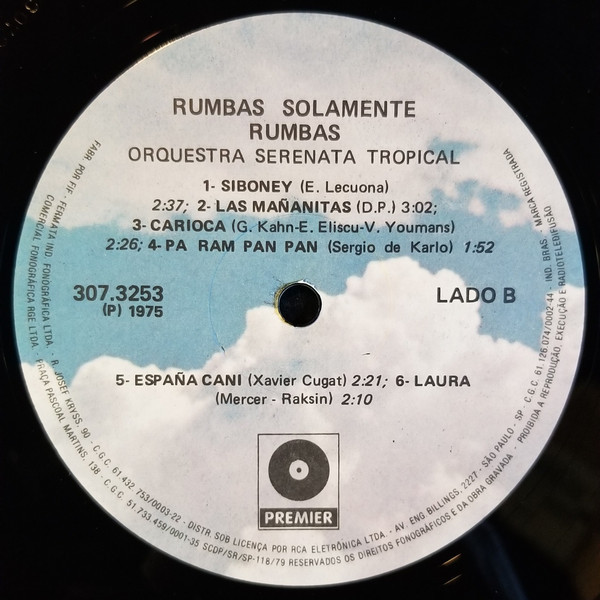 RUMBAS SOLAMENTE
RUMBAS
ORQUESTRA SERENATA TROPICAL
1- SIBONEY (E. Lecuona)
2:37; 2- LAS MAÑANITAS (D.P.) 3:02;
3- CARIOCA (G. Kahn-E. Eliscu-V. Youmans)
2:26; 4- PA RAM PAN PAN (Sergio de Karlo) 1:52
307.3253
(P) 1975
LADO B
5- ESPAÑA CANI (Xavier Cugat) 2:21; 6- LAURA
(Mercer - Raksin) 2:10
PREMIER
FABR. POR FIF - FERMATA IND. FONOGRÁFICA LTDA. - R. JOSEF KRYSS, 90 - C.G.C. 61.432.753/0003-22 - DISTR. SOB LICENÇA POR RCA ELETRÔNICA LTDA. - AV. ENG. BILLINGS, 2227 - SÃO PAULO - SP - C.G.C. 61.126.074/0002-44 - IND. BRAS. - MARCA REGISTRADA
COMERCIAL FONOGRÁFICA RGE LTDA. - PRAÇA PASCOAL MARTINS, 138 - C.G.C. 51.733.459/0001-35 SCDP/SR/SP-118/79 RESERVADOS OS DIREITOS FONOGRÁFICOS E DA OBRA GRAVADA - PROIBIDA A REPRODUÇÃO, EXECUÇÃO E RADIOTELEDIFUSÃO